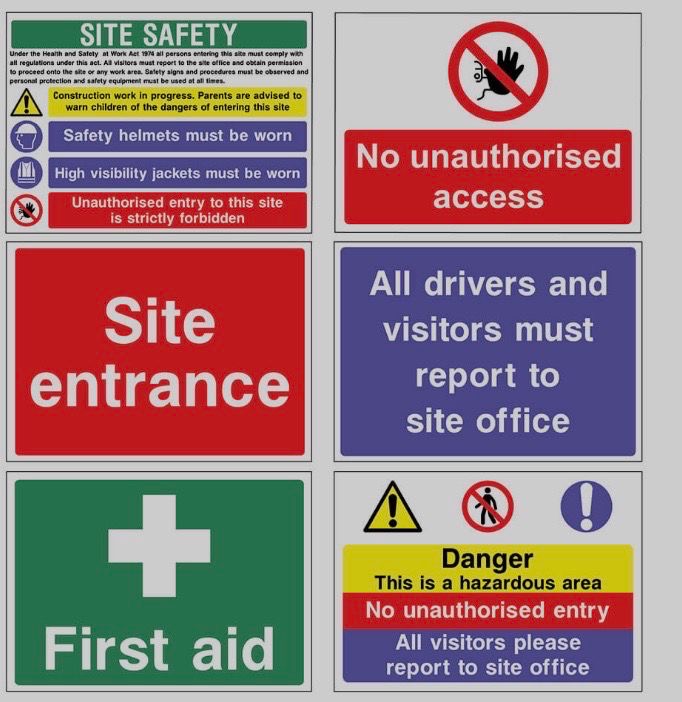 SITE SAFETY
Under the Health and Safety at Work Act 1974 all persons entering this site must comply with
all regulations under this act. All visitors must report to the site office and obtain permission
to proceed onto the site or any work area. Safety signs and procedures must be observed and
personal protection and safety equipment must be used at all times.
Construction work in progress. Parents are advised to
warn children of the dangers of entering this site
Safety helmets must be worn
High visibility jackets must be worn
Unauthorised entry to this site
is strictly forbidden
No unauthorised
access
Site
entrance
All drivers and
visitors must
report to
site office
First aid
Danger
This is a hazardous area
No unauthorised entry
All visitors please
report to site office